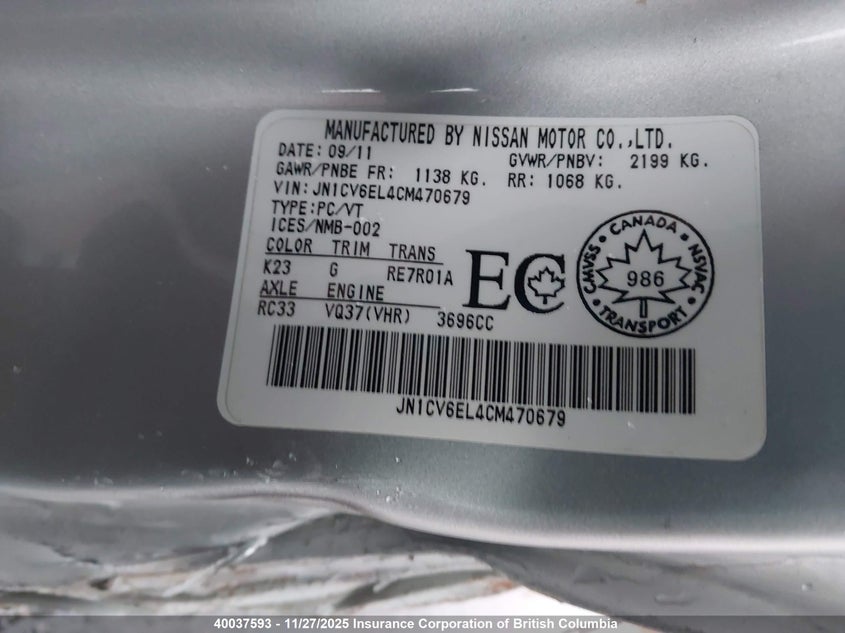 MANUFACTURED BY NISSAN MOTOR CO.,LTD.
DATE: 09/11 GVWR/PNBV: 2199 KG.
GAWR/PNBE FR: 1138 KG. RR: 1068 KG.
VIN: JN1CV6EL4CM470679
TYPE:PC/VT
ICES/NMB-002
COLOR TRIM TRANS
K23 G RE7R01A
AXLE ENGINE
RC33 VQ37(VHR) 3696CC
EC
CANADA
CMVSS 986 NSVAC
TRANSPORT
JN1CV6EL4CM470679
40037593 - 11/27/2025 Insurance Corporation of British Columbia